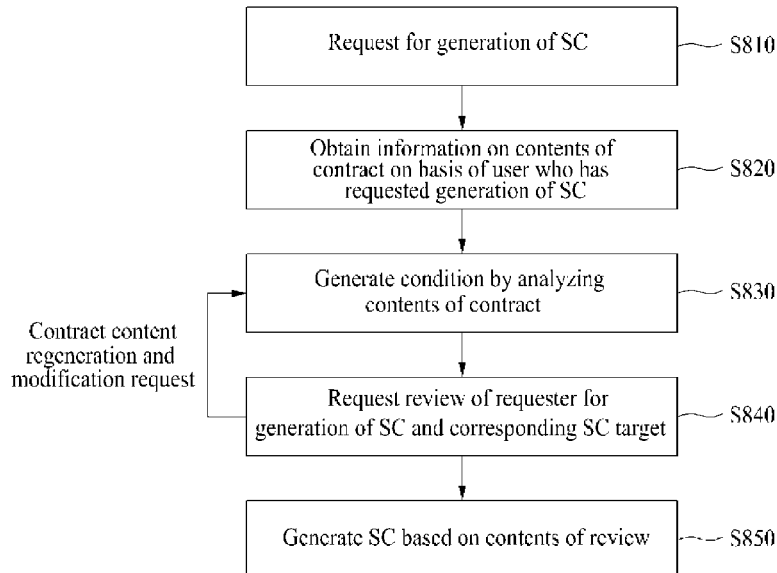 Request for generation of SC
S810
Obtain information on contents of
contract on basis of user who has
requested generation of SC
S820
Generate condition by analyzing
contents of contract
S830
Contract content
regeneration and
modification request
Request review of requester for
generation of SC and corresponding SC target
S840
Generate SC based on contents of review
S850